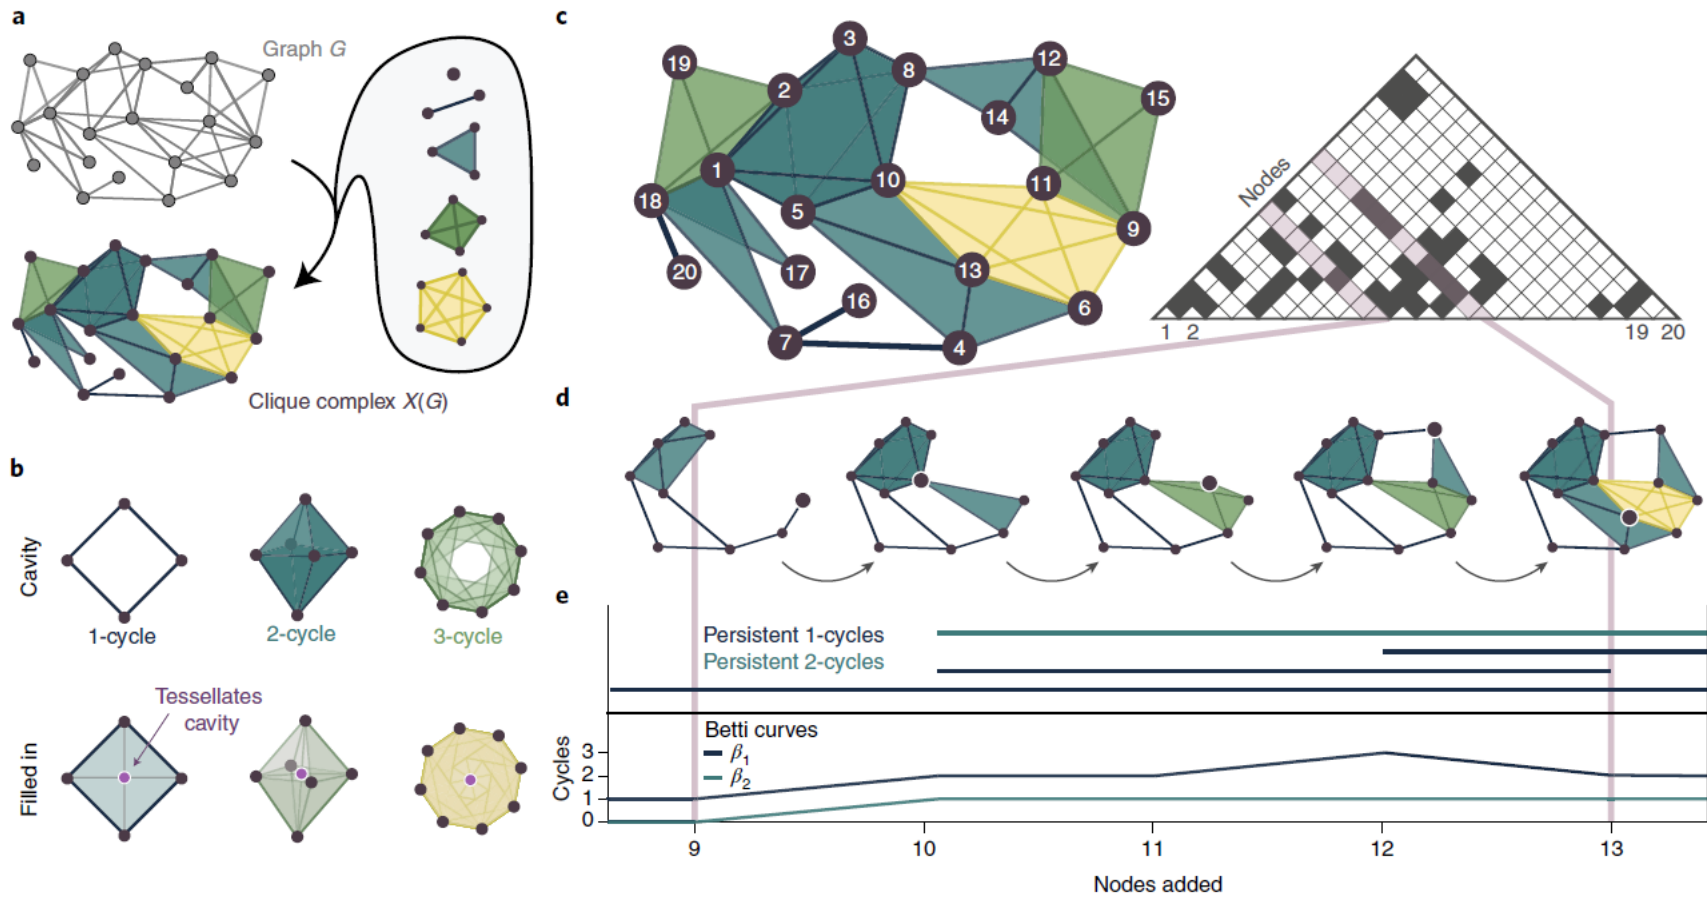 a
Graph G
Clique complex X(G)
b
Cavity
1-cycle
2-cycle
3-cycle
Tessellates
cavity
Filled in
c
3
19
8
12
2
15
14
1
10
11
18
5
9
20
17
13
16
6
7
4
Nodes
1 2
19 20
d
e
Persistent 1-cycles
Persistent 2-cycles
Betti curves
β1
β2
Cycles
3
2
1
0
9 10 11 12 13
Nodes added